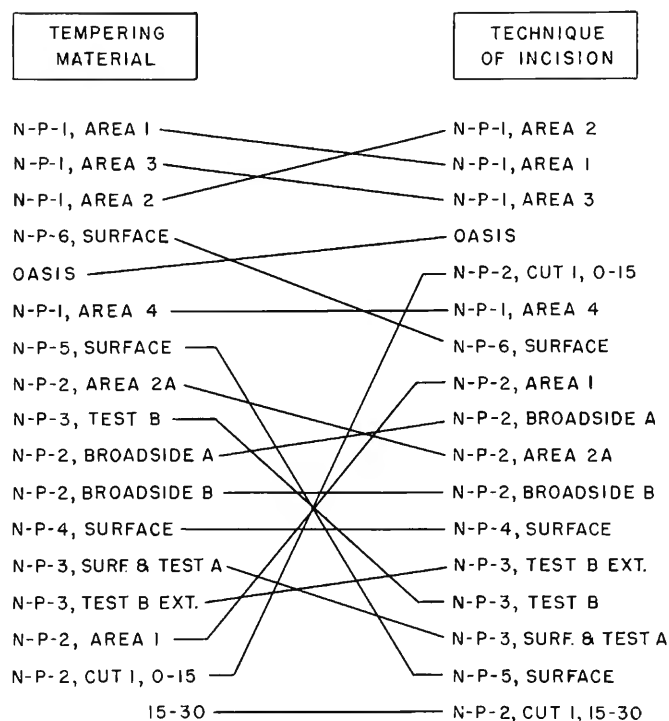 TEMPERING
MATERIAL
N-P-1, AREA 1
N-P-1, AREA 3
N-P-1, AREA 2
N-P-6, SURFACE
OASIS
N-P-1, AREA 4
N-P-5, SURFACE
N-P-2, AREA 2A
N-P-3, TEST B
N-P-2, BROADSIDE A
N-P-2, BROADSIDE B
N-P-4, SURFACE
N-P-3, SURF. & TEST A
N-P-3, TEST B EXT.
N-P-2, AREA 1
N-P-2, CUT 1, 0-15
15-30
TECHNIQUE
OF INCISION
N-P-1, AREA 2
N-P-1, AREA 1
N-P-1, AREA 3
OASIS
N-P-2, CUT 1, 0-15
N-P-1, AREA 4
N-P-6, SURFACE
N-P-2, AREA 1
N-P-2, BROADSIDE A
N-P-2, AREA 2A
N-P-2, BROADSIDE B
N-P-4, SURFACE
N-P-3, TEST B EXT.
N-P-3, TEST B
N-P-3, SURF. & TEST A
N-P-5, SURFACE
N-P-2, CUT 1, 15-30